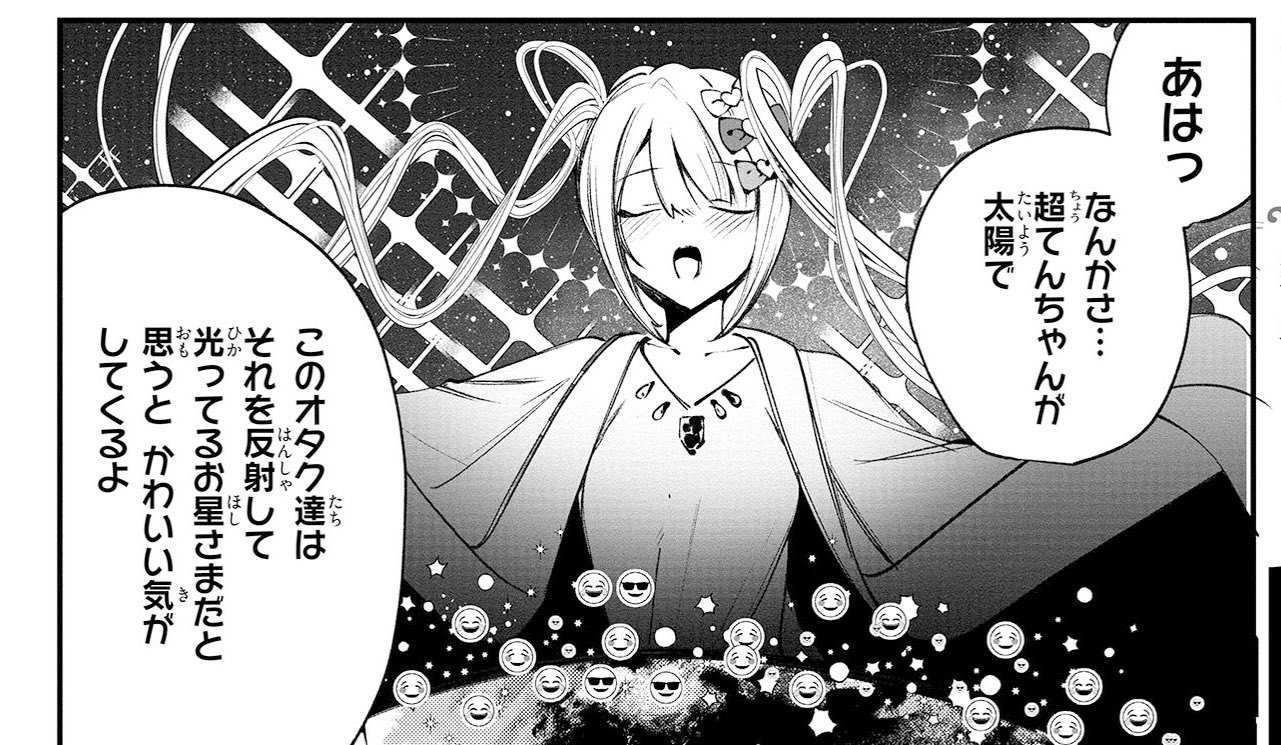 あはっ
なんかさ…
超てんちゃんが
太陽で
このオタク達は
それを反射して
光ってるお星さまだと
思うと かわいい気が
してくるよ